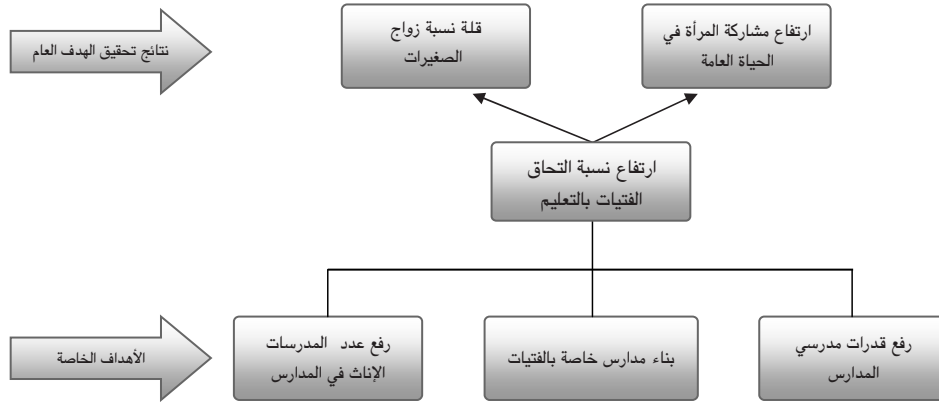 ارتفاع مشاركة المرأة في
الحياة العامة
قلة نسبة زواج
الصغيرات
نتائج تحقيق الهدف العام
ارتفاع نسبة التحاق
الفتيات بالتعليم
رفع قدرات مدرسي
المدارس
بناء مدارس خاصة بالفتيات
رفع عدد المدرسات
الإناث في المدارس
الأهداف الخاصة